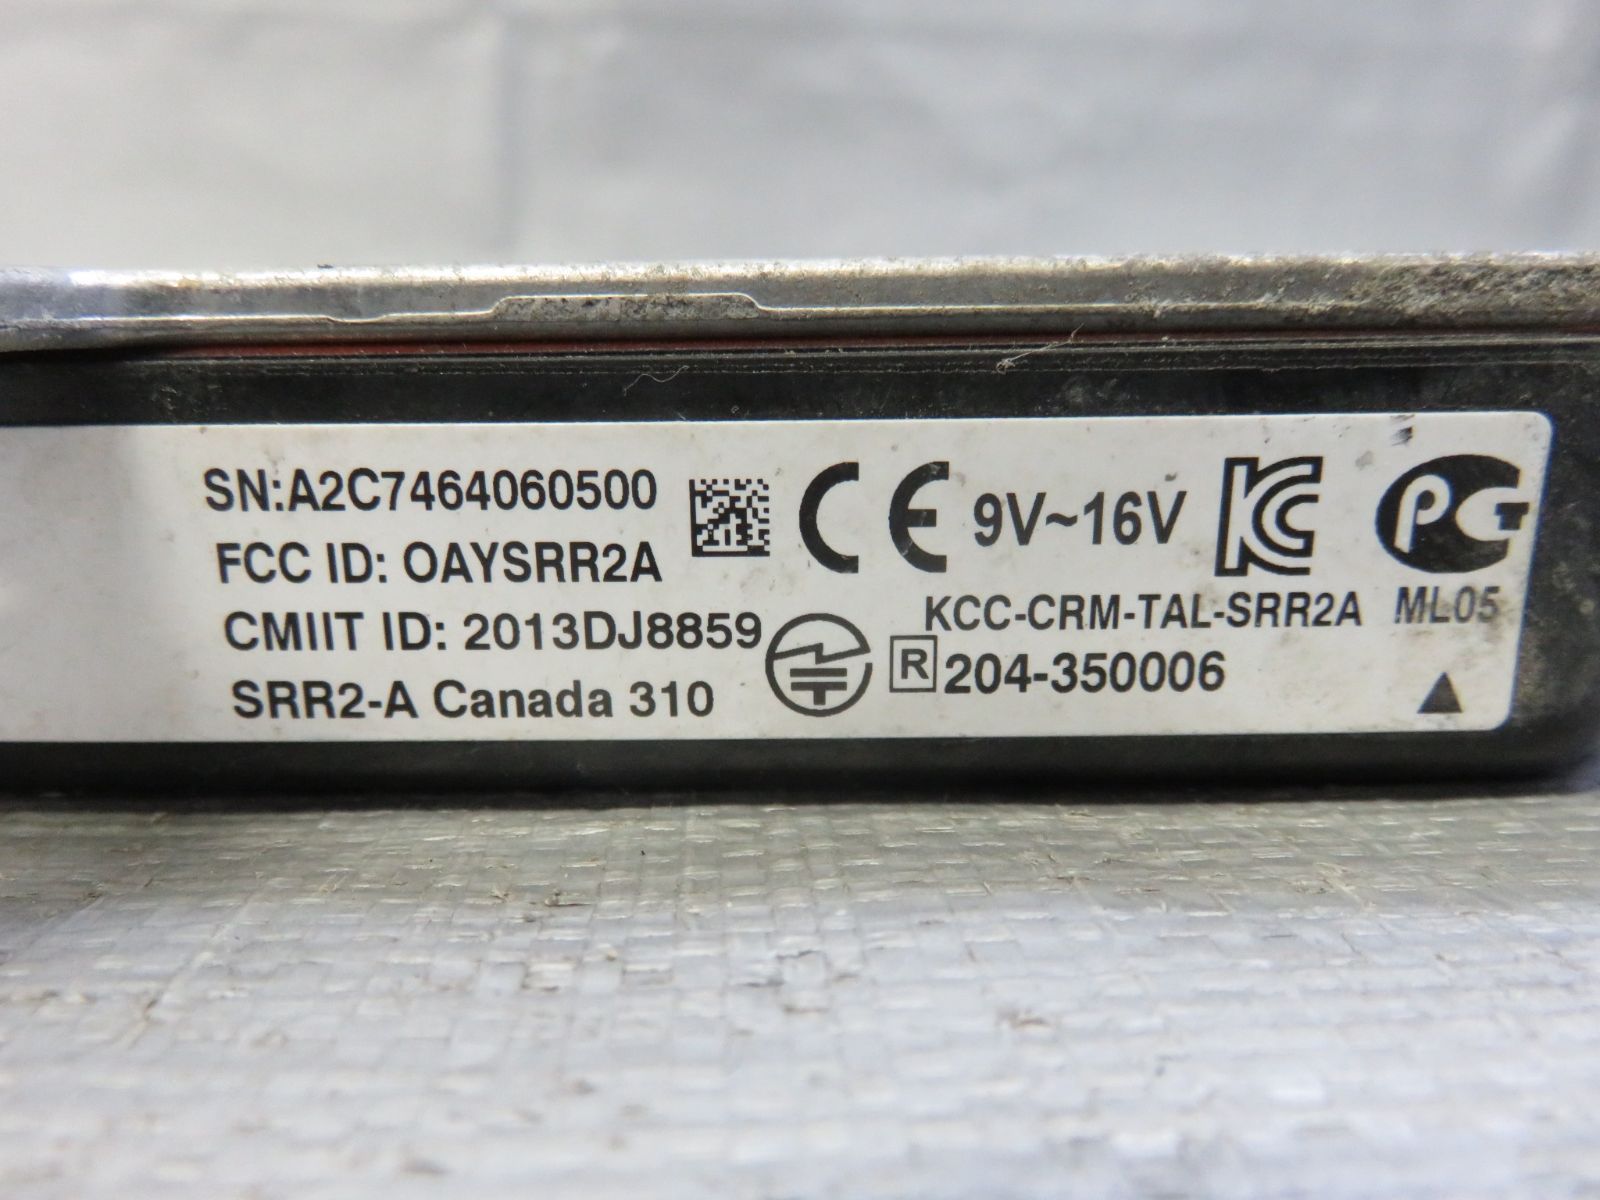 SN:A2C7464060500
FCC ID: OAYSRR2A
CMIIT ID: 2013DJ8859
SRR2-A Canada 310
CE 9V~16V KC PG
KCC-CRM-TAL-SRR2A ML05
R 204-350006